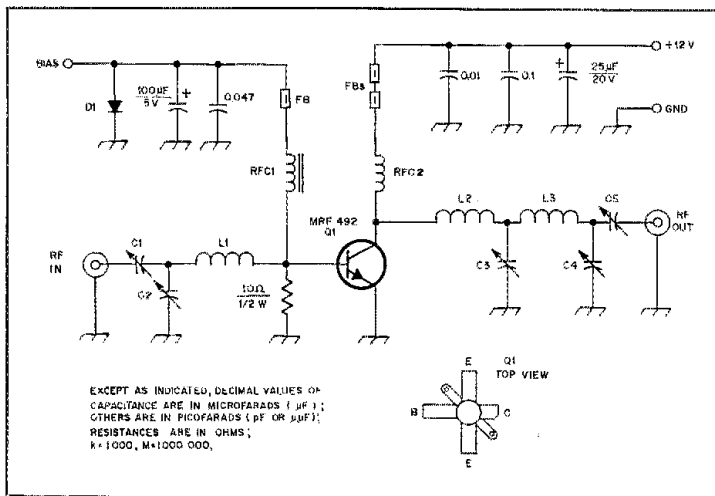 BIAS
+12V
100µF
5V
+
0.047
FB
FBs
0.01
0.1
+
25µF
20V
D1
GND
RFC1
RFC2
L2
L3
C5
MRF 492
Q1
RF
OUT
RF
IN
C1
L1
C2
C3
C4
10Ω
1/2 W
EXCEPT AS INDICATED, DECIMAL VALUES OF
CAPACITANCE ARE IN MICROFARADS (µF);
OTHERS ARE IN PICOFARADS (pF OR µµF);
RESISTANCES ARE IN OHMS;
k=1000, M=1000 000,
Q1
TOP VIEW
E
B
C
E